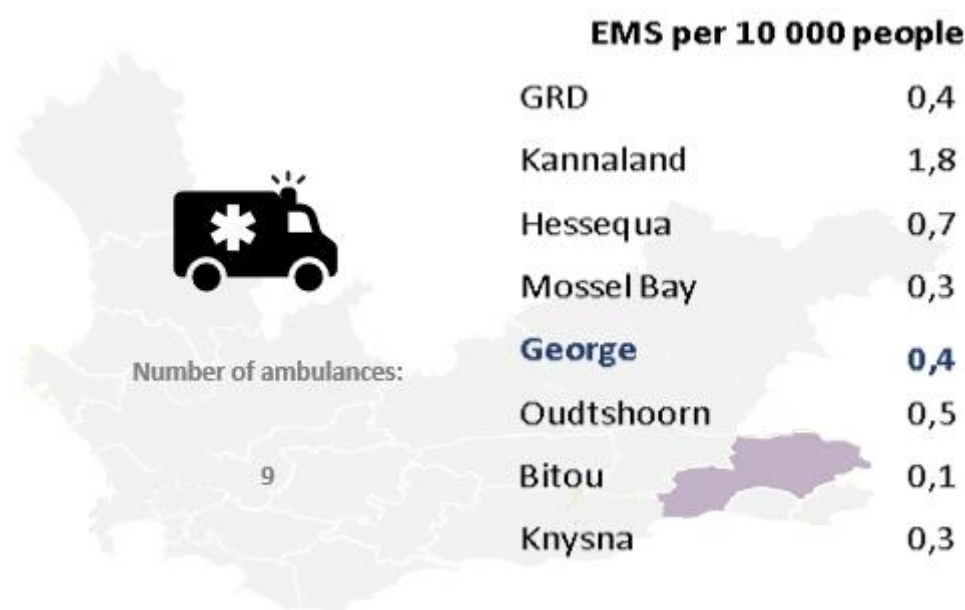 EMS per 10 000 people
GRD 0,4
Kannaland 1,8
Hessequa 0,7
Mossel Bay 0,3
George 0,4
Oudtshoorn 0,5
Bitou 0,1
Knysna 0,3
Number of ambulances:
9